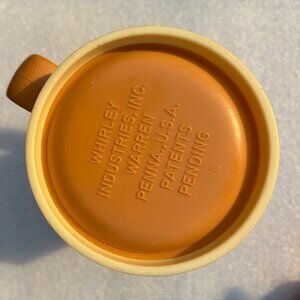 WHIRLEY
INDUSTRIES, INC.
WARREN
PENNA., U.S.A.
PATENTS
PENDING